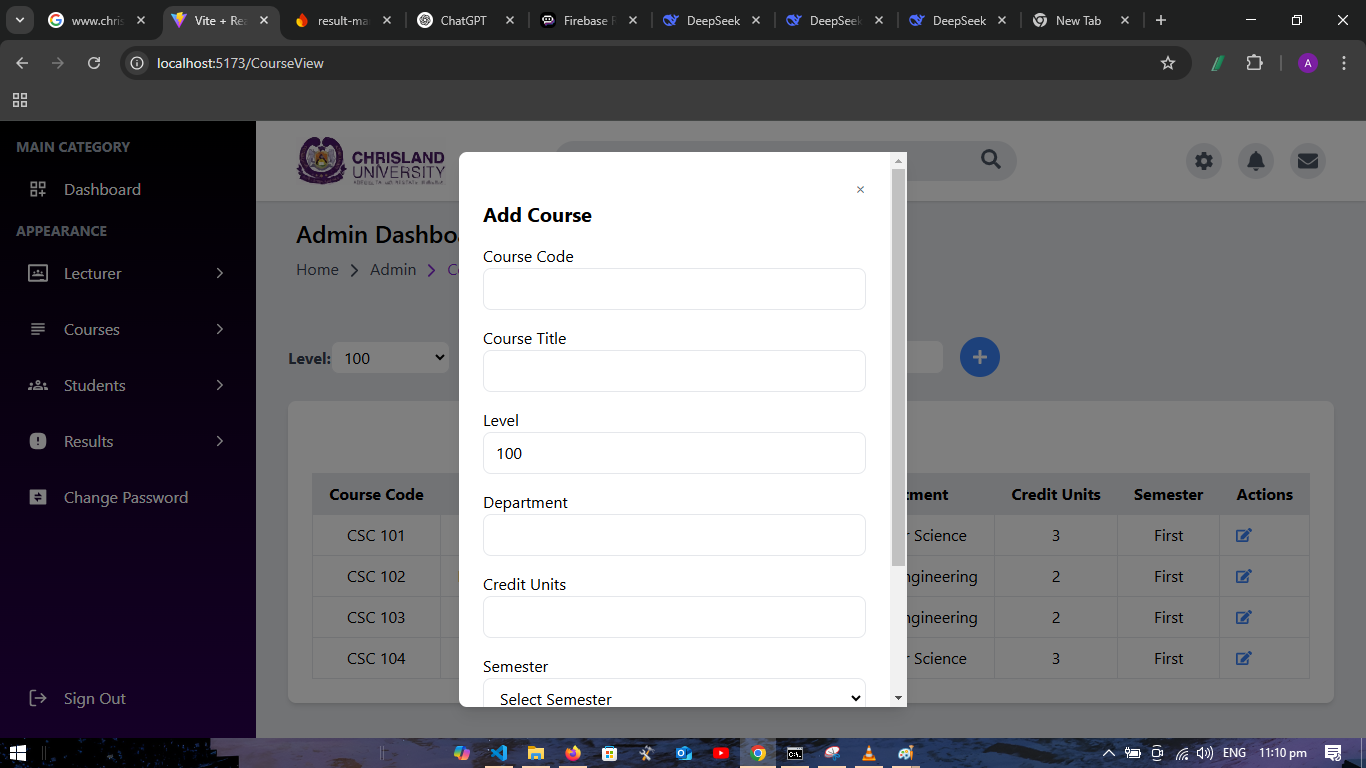 www.chris
Vite + Rea
result-ma
ChatGPT
Firebase R
DeepSeek
DeepSeek
DeepSeek
New Tab
localhost:5173/CourseView
A
MAIN CATEGORY
Dashboard
APPEARANCE
Lecturer
Courses
Students
Results
Change Password
Sign Out
CHRISLAND
UNIVERSITY
Admin Dashboa
Home
Admin
C
Level:
100
×
Add Course
Course Code
Course Title
Level
100
Department
Credit Units
Semester
Select Semester
Course Code
tment
Credit Units
Semester
Actions
CSC 101
r Science
3
First
CSC 102
ngineering
2
First
CSC 103
ngineering
2
First
CSC 104
r Science
3
First
ENG
11:10 pm